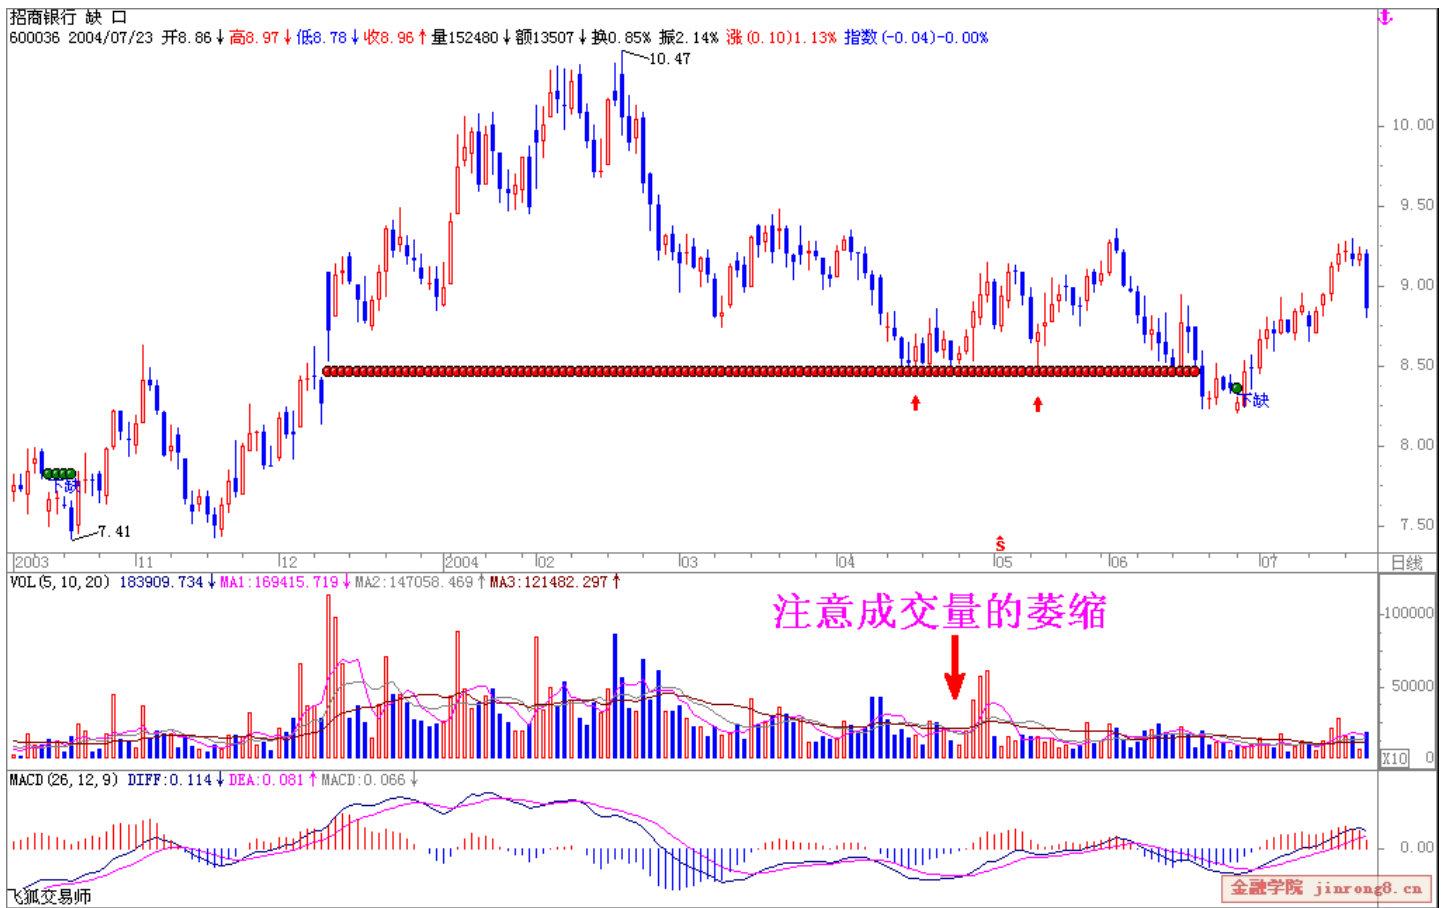 招商银行 缺 口
600036 2004/07/23 开8.86↓高8.97↓低8.78↓收8.96↑量152480↓额13507↓换0.85% 振2.14% 涨(0.10)1.13% 指数(-0.04)-0.00%
10.47
10.00
9.50
9.00
8.50
下缺
8.00
下缺
7.50
7.41
Ŝ
2003 11 12 2004 02 03 04 05 06 07 日线
VOL(5,10,20) 183909.734↓MA1:169415.719↓MA2:147058.469↑MA3:121482.297↑
注意成交量的萎缩
100000
50000
X10 0
MACD(26,12,9) DIFF:0.114↓DEA:0.081↑MACD:0.066↓
0.00
金融学院 jinrong8.cn
飞狐交易师